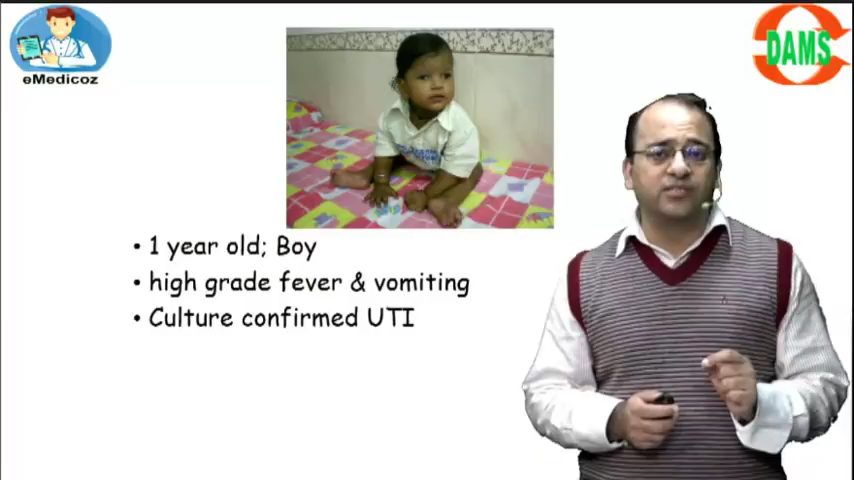 eMedicoz
DAMS
• 1 year old; Boy
• high grade fever & vomiting
• Culture confirmed UTI